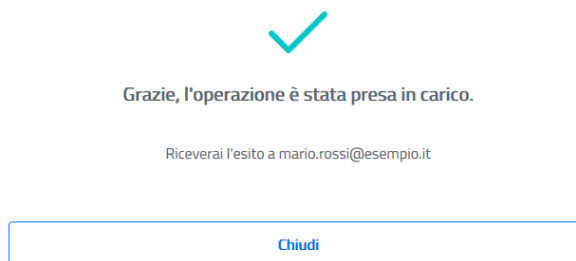 Grazie, l'operazione è stata presa in carico.
Riceverai l'esito a mario.rossi@esempio.it
Chiudi